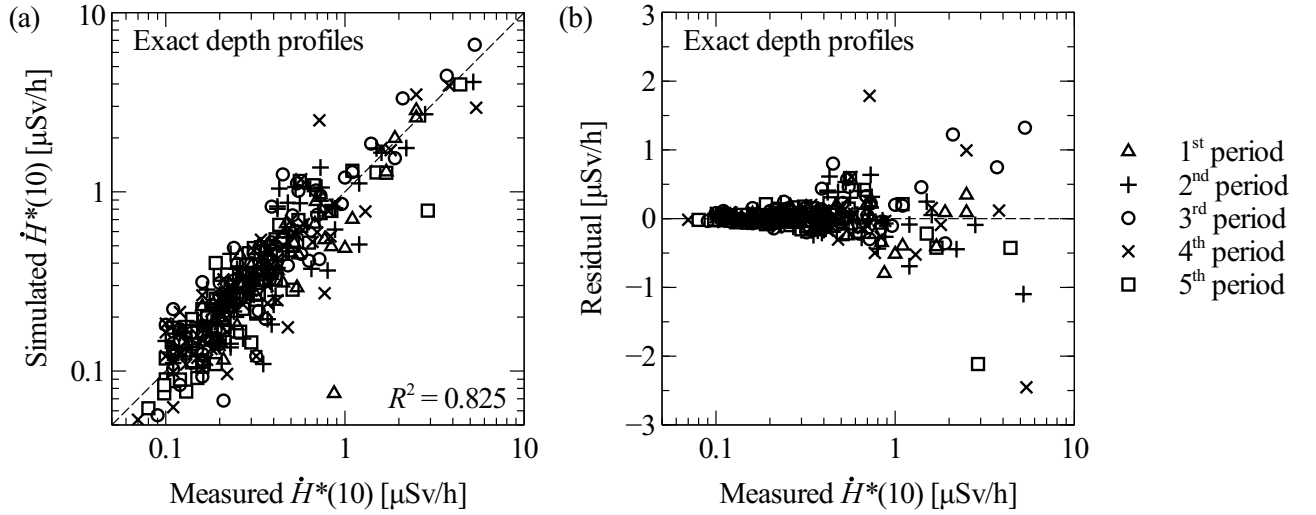 (a)
Exact depth profiles
Simulated Ḣ*(10) [μSv/h]
10
1
0.1
R² = 0.825
0.1
1
10
Measured Ḣ*(10) [μSv/h]
(b)
Exact depth profiles
Residual [μSv/h]
3
2
1
0
−1
−2
−3
0.1
1
10
Measured Ḣ*(10) [μSv/h]
1st period
2nd period
3rd period
4th period
5th period